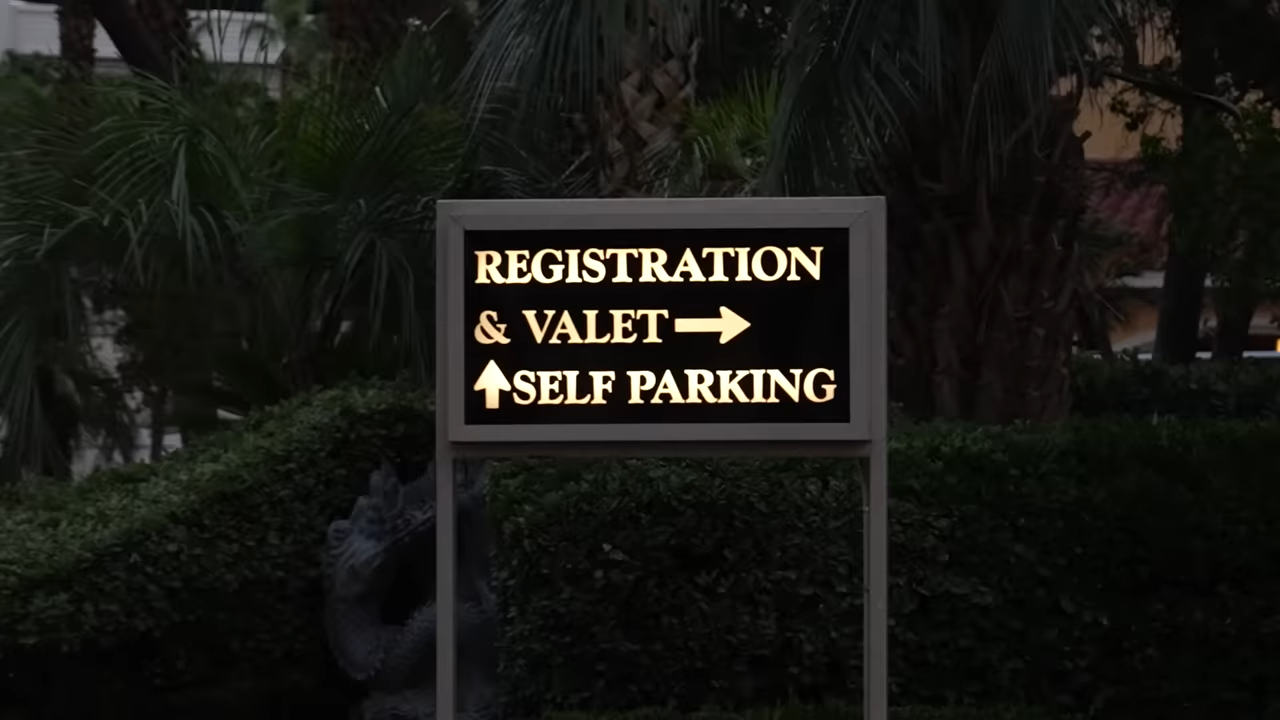 REGISTRATION
& VALET →
↑ SELF PARKING